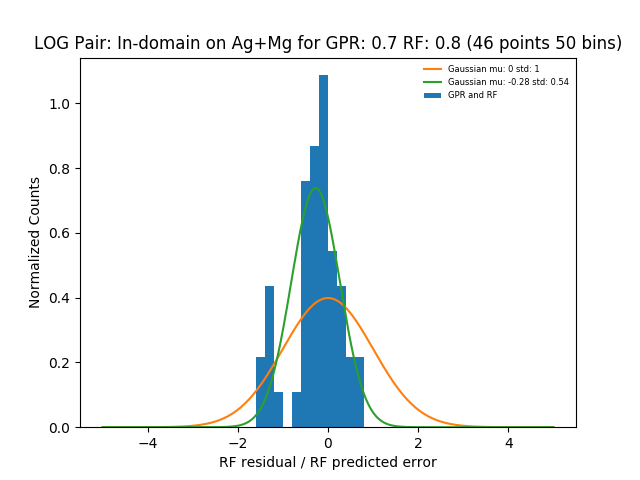 LOG Pair: In-domain on Ag+Mg for GPR: 0.7 RF: 0.8 (46 points 50 bins)
Gaussian mu: 0 std: 1
Gaussian mu: -0.28 std: 0.54
GPR and RF
Normalized Counts
1.0
0.8
0.6
0.4
0.2
0.0
−4
−2
0
2
4
RF residual / RF predicted error